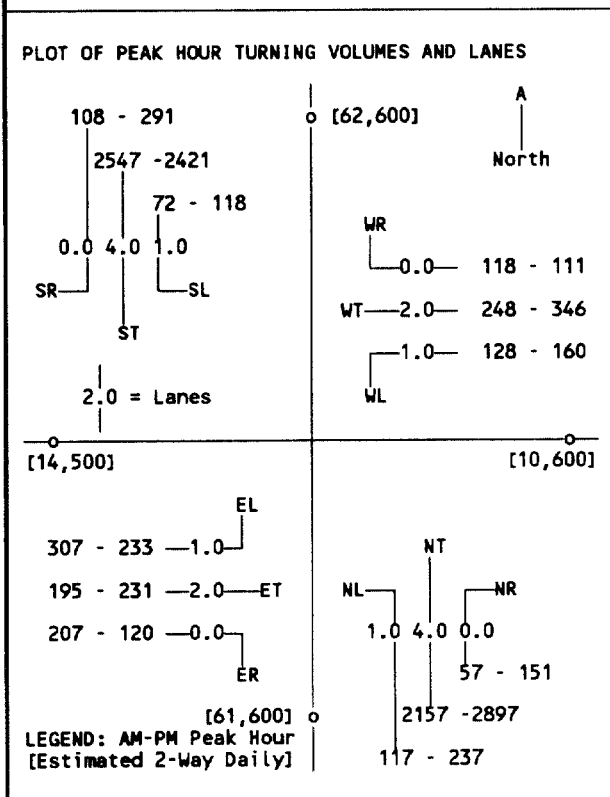 PLOT OF PEAK HOUR TURNING VOLUMES AND LANES
108 - 291
[62,600]
A
North
2547 -2421
72 - 118
WR
0.0 4.0 1.0
0.0 118 - 111
SR
SL
WT 2.0 248 - 346
ST
1.0 128 - 160
WL
2.0 = Lanes
[14,500]
[10,600]
EL
307 - 233 1.0
NT
195 - 231 2.0 ET
NL
NR
207 - 120 0.0
1.0 4.0 0.0
ER
57 - 151
[61,600]
2157 -2897
LEGEND: AM-PM Peak Hour
[Estimated 2-Way Daily]
117 - 237